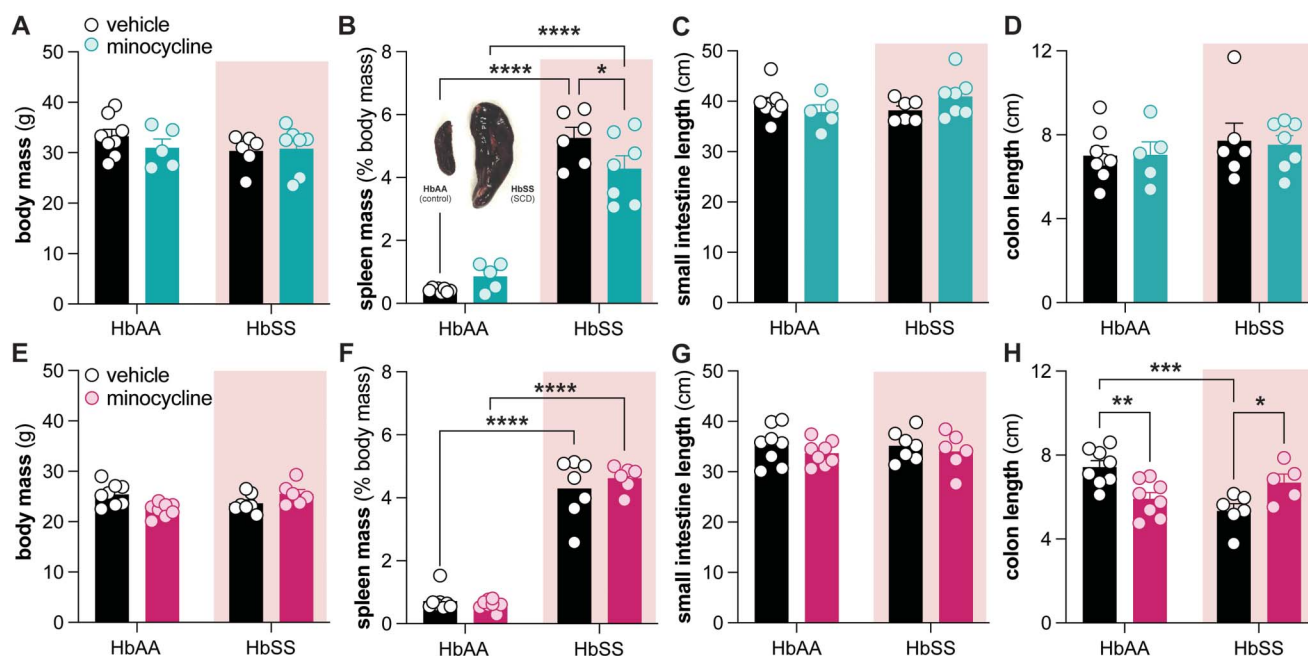 A
vehicle
minocycline
body mass (g)
50
40
30
20
10
0
HbAA
HbSS
B
spleen mass (% body mass)
8
6
4
2
0
****
****
*
HbAA
(control)
HbSS
(SCD)
HbAA
HbSS
C
small intestine length (cm)
50
40
30
20
10
0
HbAA
HbSS
D
colon length (cm)
12
8
4
0
HbAA
HbSS
E
vehicle
minocycline
body mass (g)
50
40
30
20
10
0
HbAA
HbSS
F
spleen mass (% body mass)
8
6
4
2
0
****
****
HbAA
HbSS
G
small intestine length (cm)
50
40
30
20
10
0
HbAA
HbSS
H
colon length (cm)
12
8
4
0
***
**
*
HbAA
HbSS